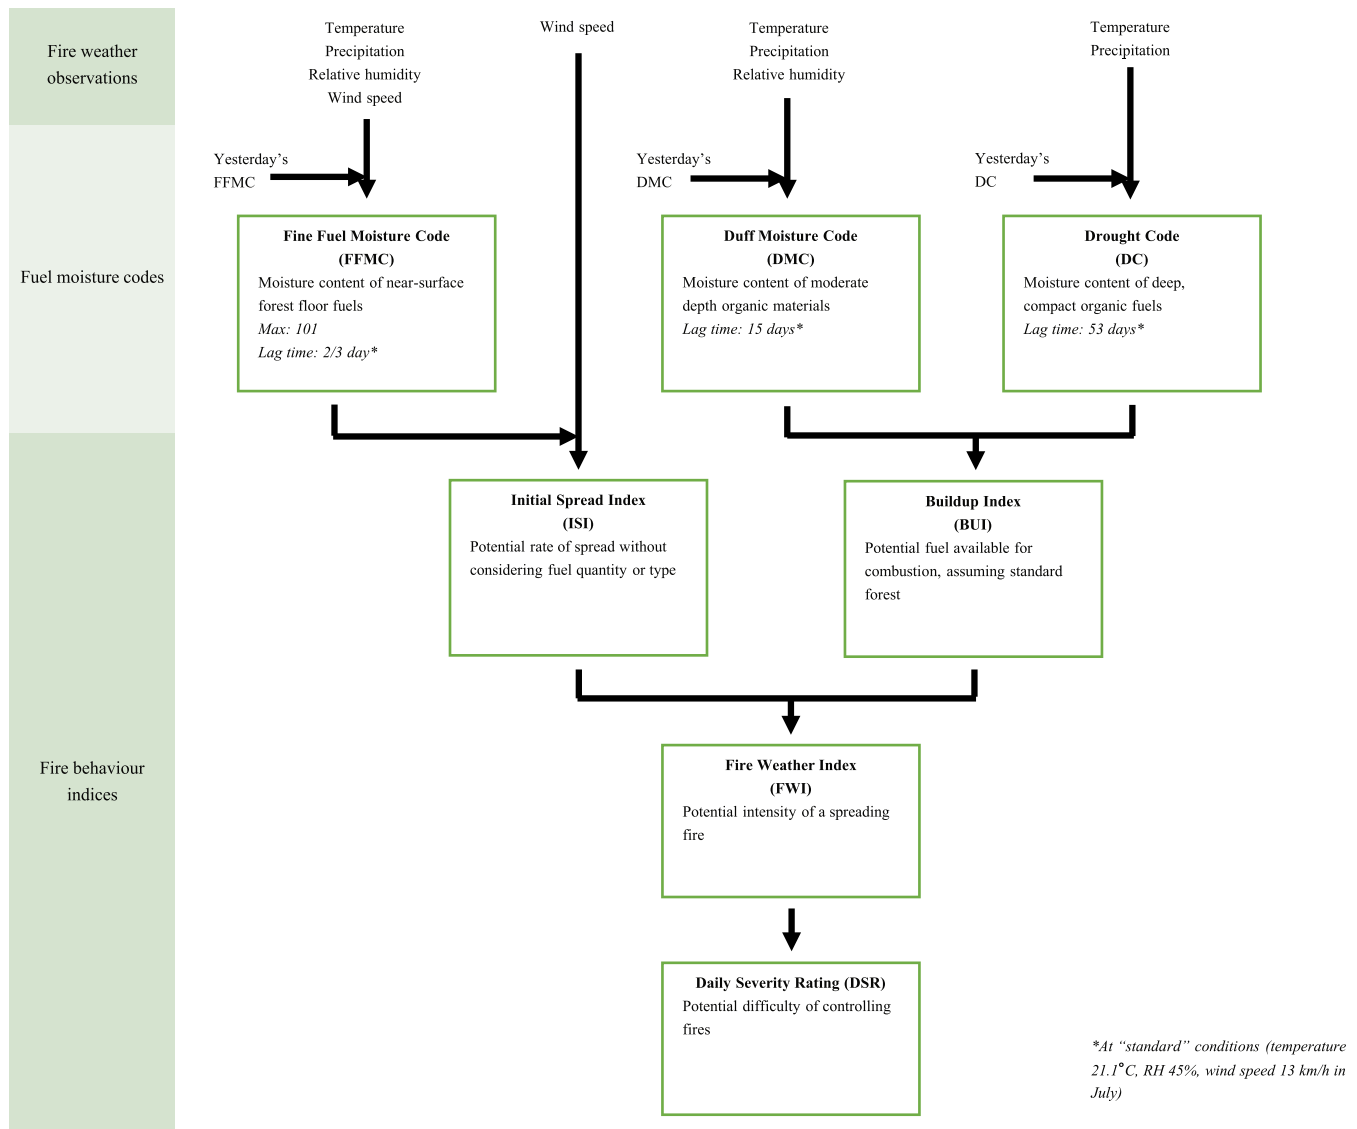 Fire weather
observations
Temperature
Precipitation
Relative humidity
Wind speed
Wind speed
Temperature
Precipitation
Relative humidity
Temperature
Precipitation
Fuel moisture codes
Yesterday’s
FFMC
Yesterday’s
DMC
Yesterday’s
DC
Fine Fuel Moisture Code
(FFMC)
Moisture content of near-surface
forest floor fuels
Max: 101
Lag time: 2/3 day*
Duff Moisture Code
(DMC)
Moisture content of moderate
depth organic materials
Lag time: 15 days*
Drought Code
(DC)
Moisture content of deep,
compact organic fuels
Lag time: 53 days*
Fire behaviour
indices
Initial Spread Index
(ISI)
Potential rate of spread without
considering fuel quantity or type
Buildup Index
(BUI)
Potential fuel available for
combustion, assuming standard
forest
Fire Weather Index
(FWI)
Potential intensity of a spreading
fire
Daily Severity Rating (DSR)
Potential difficulty of controlling
fires
*At “standard” conditions (temperature
21.1°C, RH 45%, wind speed 13 km/h in
July)